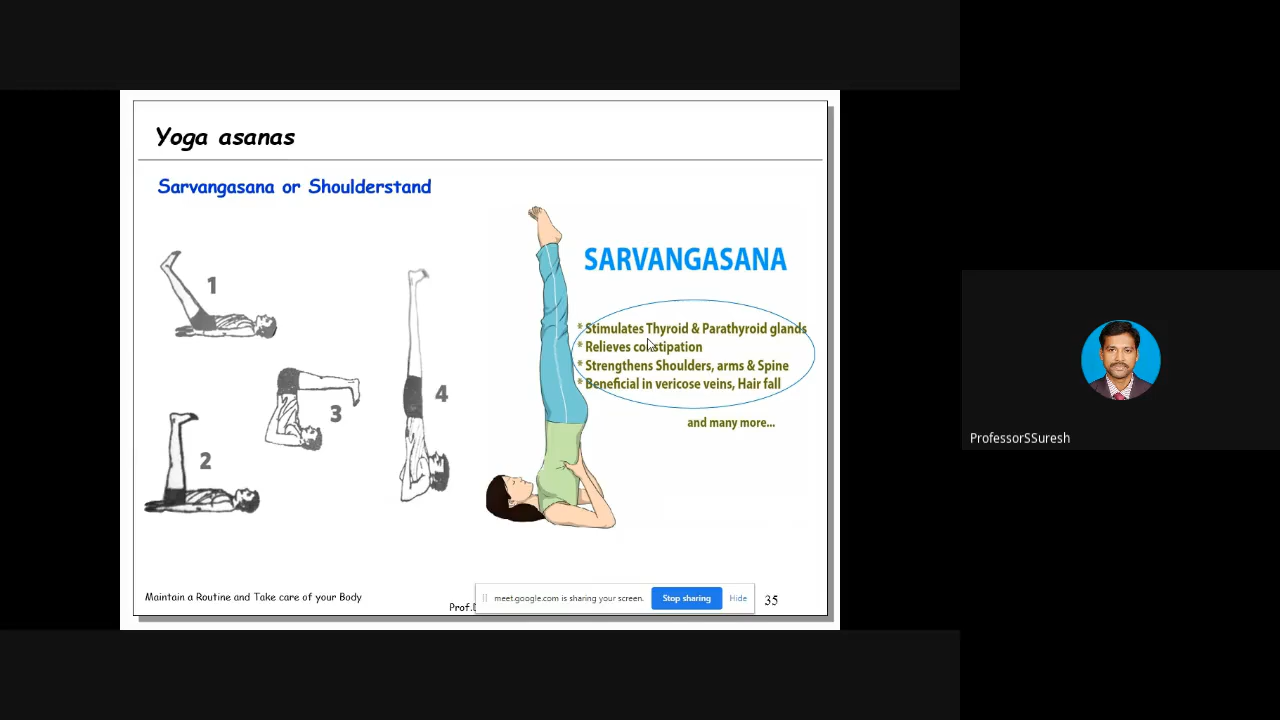 Yoga asanas
Sarvangasana or Shoulderstand
1
2
3
4
SARVANGASANA
* Stimulates Thyroid & Parathyroid glands
* Relieves constipation
* Strengthens Shoulders, arms & Spine
* Beneficial in vericose veins, Hair fall
and many more...
Maintain a Routine and Take care of your Body
Prof.
meet.google.com is sharing your screen.
Stop sharing
Hide
35
ProfessorSSuresh